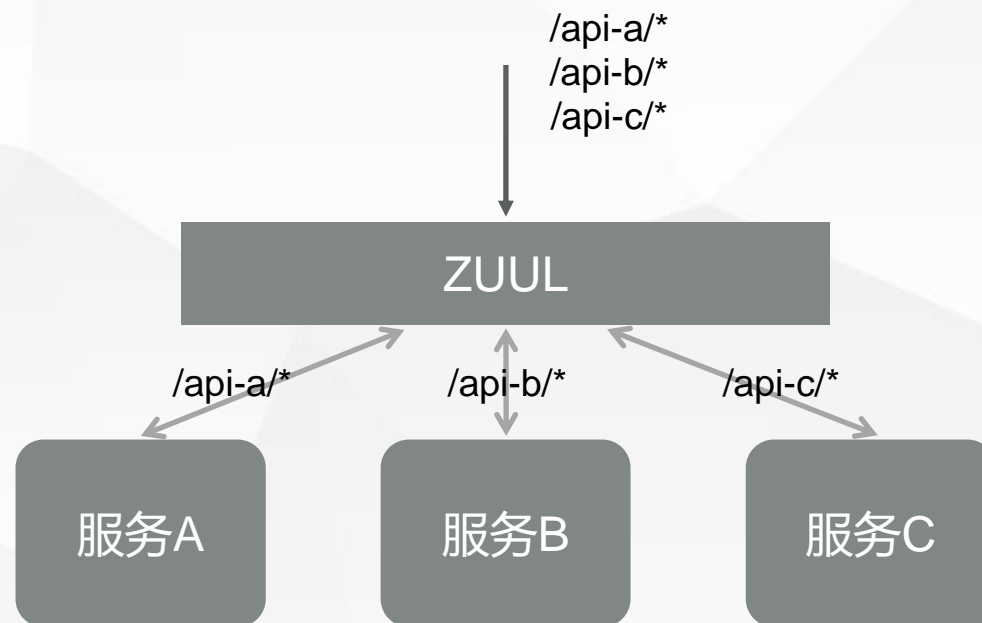 /api-a/*
/api-b/*
/api-c/*
ZUUL
/api-a/*
/api-b/*
/api-c/*
服务A
服务B
服务C